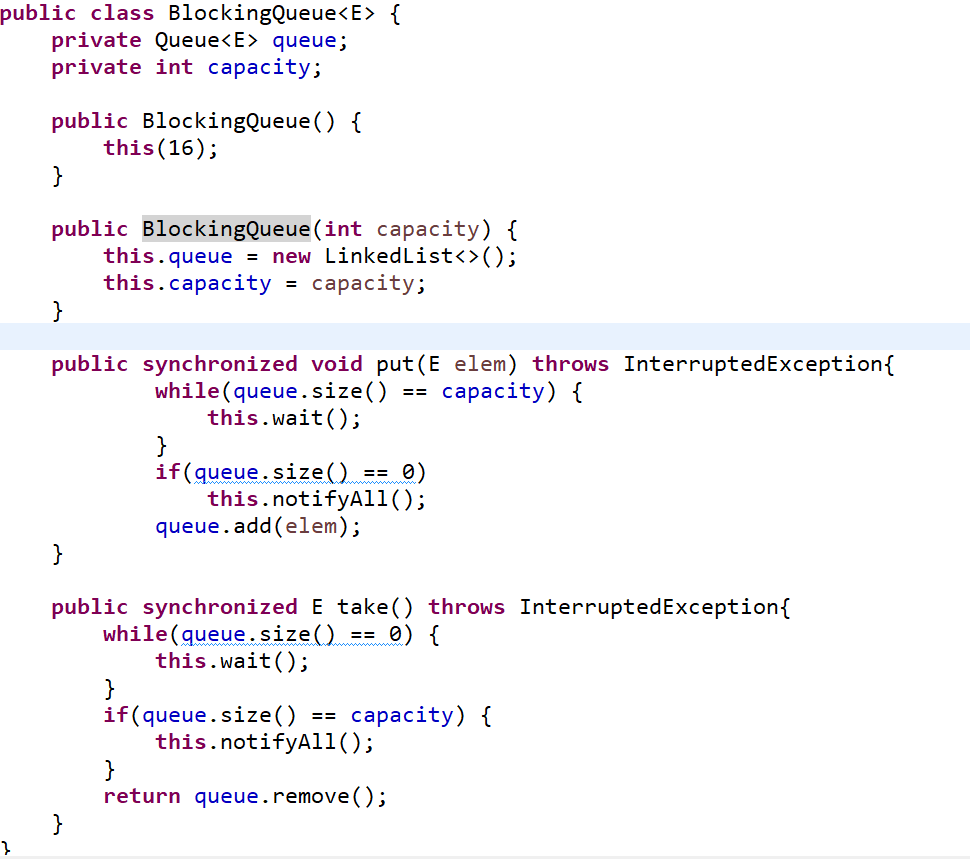 public class BlockingQueue<E> {
    private Queue<E> queue;
    private int capacity;

    public BlockingQueue() {
        this(16);
    }

    public BlockingQueue(int capacity) {
        this.queue = new LinkedList<>();
        this.capacity = capacity;
    }

    public synchronized void put(E elem) throws InterruptedException{
            while(queue.size() == capacity) {
                this.wait();
            }
            if(queue.size() == 0)
                this.notifyAll();
            queue.add(elem);
    }

    public synchronized E take() throws InterruptedException{
        while(queue.size() == 0) {
            this.wait();
        }
        if(queue.size() == capacity) {
            this.notifyAll();
        }
        return queue.remove();
    }
}